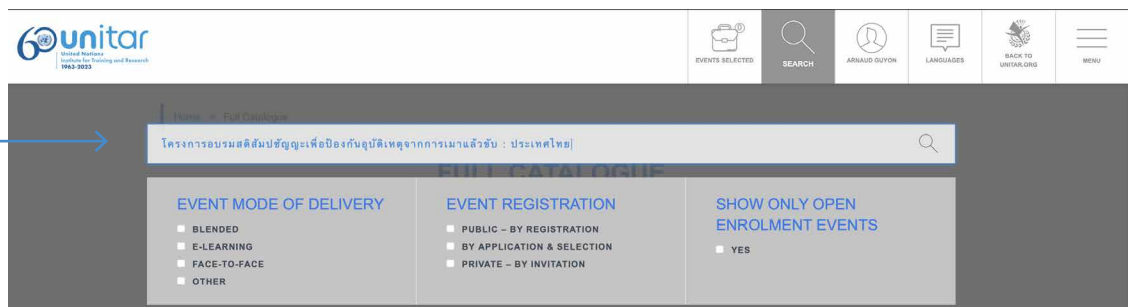 60 unitar
United Nations
Institute for Training and Research
1963-2023
EVENTS SELECTED
0
SEARCH
ARNAUD GUYON
LANGUAGES
BACK TO
UNITAR.ORG
MENU
Home » Full Catalogue
โครงการอบรมสติสัมปชัญญะเพื่อป้องกันอุบัติเหตุจากการเมาแล้วขับ : ประเทศไทย
FULL CATALOGUE
EVENT MODE OF DELIVERY
BLENDED
E-LEARNING
FACE-TO-FACE
OTHER
EVENT REGISTRATION
PUBLIC – BY REGISTRATION
BY APPLICATION & SELECTION
PRIVATE – BY INVITATION
SHOW ONLY OPEN
ENROLMENT EVENTS
YES